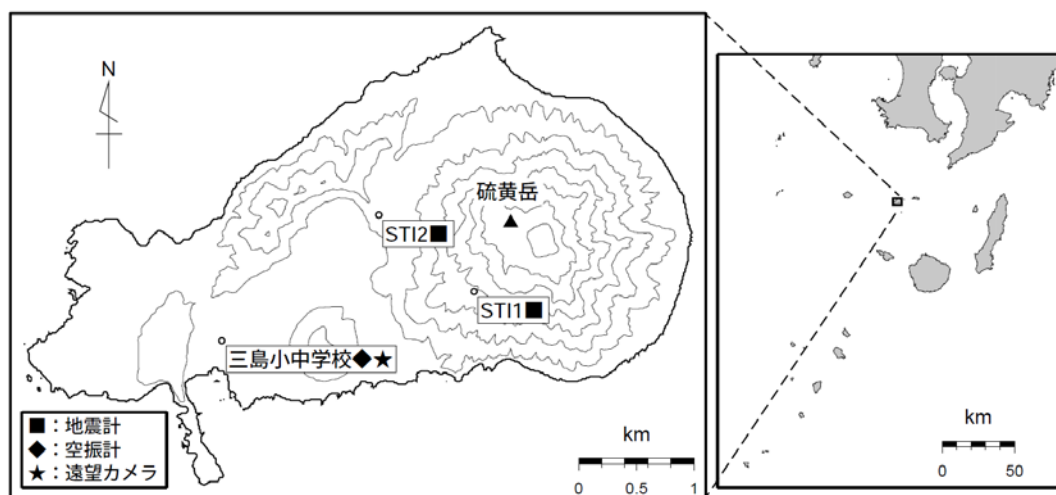 N
硫黄岳
STI2■
STI1■
三島小中学校◆★
■：地震計
◆：空振計
★：遠望カメラ
km
0 0.5 1
km
0 50